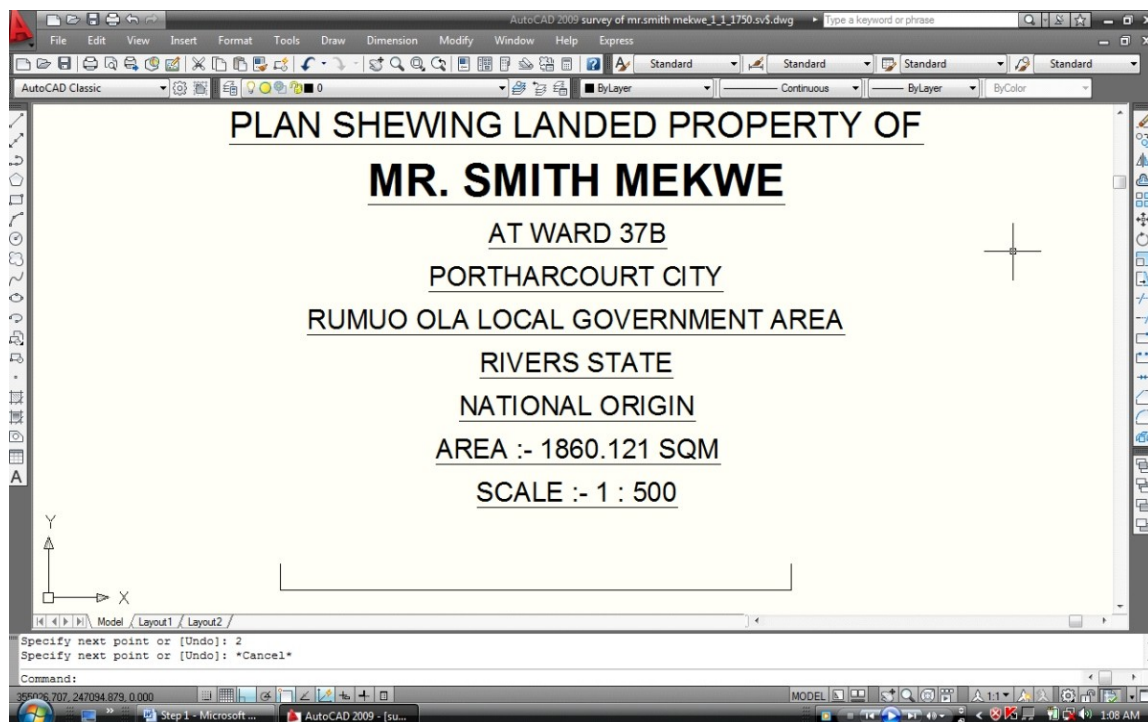 AutoCAD 2009 survey of mr.smith mekwe_1_1_1750.sv$.dwg Type a keyword or phrase
File Edit View Insert Format Tools Draw Dimension Modify Window Help Express
Standard Standard Standard Standard
AutoCAD Classic 0 ByLayer Continuous ByLayer ByColor
PLAN SHEWING LANDED PROPERTY OF
MR. SMITH MEKWE
AT WARD 37B
PORTHARCOURT CITY
RUMUO OLA LOCAL GOVERNMENT AREA
RIVERS STATE
NATIONAL ORIGIN
AREA :- 1860.121 SQM
SCALE :- 1 : 500
Y
X
Model Layout1 Layout2
Specify next point or [Undo]: 2
Specify next point or [Undo]: *Cancel*
Command:
355026.707, 247094.879, 0.000 MODEL 1:1
Step 1 - Microsoft ... AutoCAD 2009 - [su... 1:08 AM